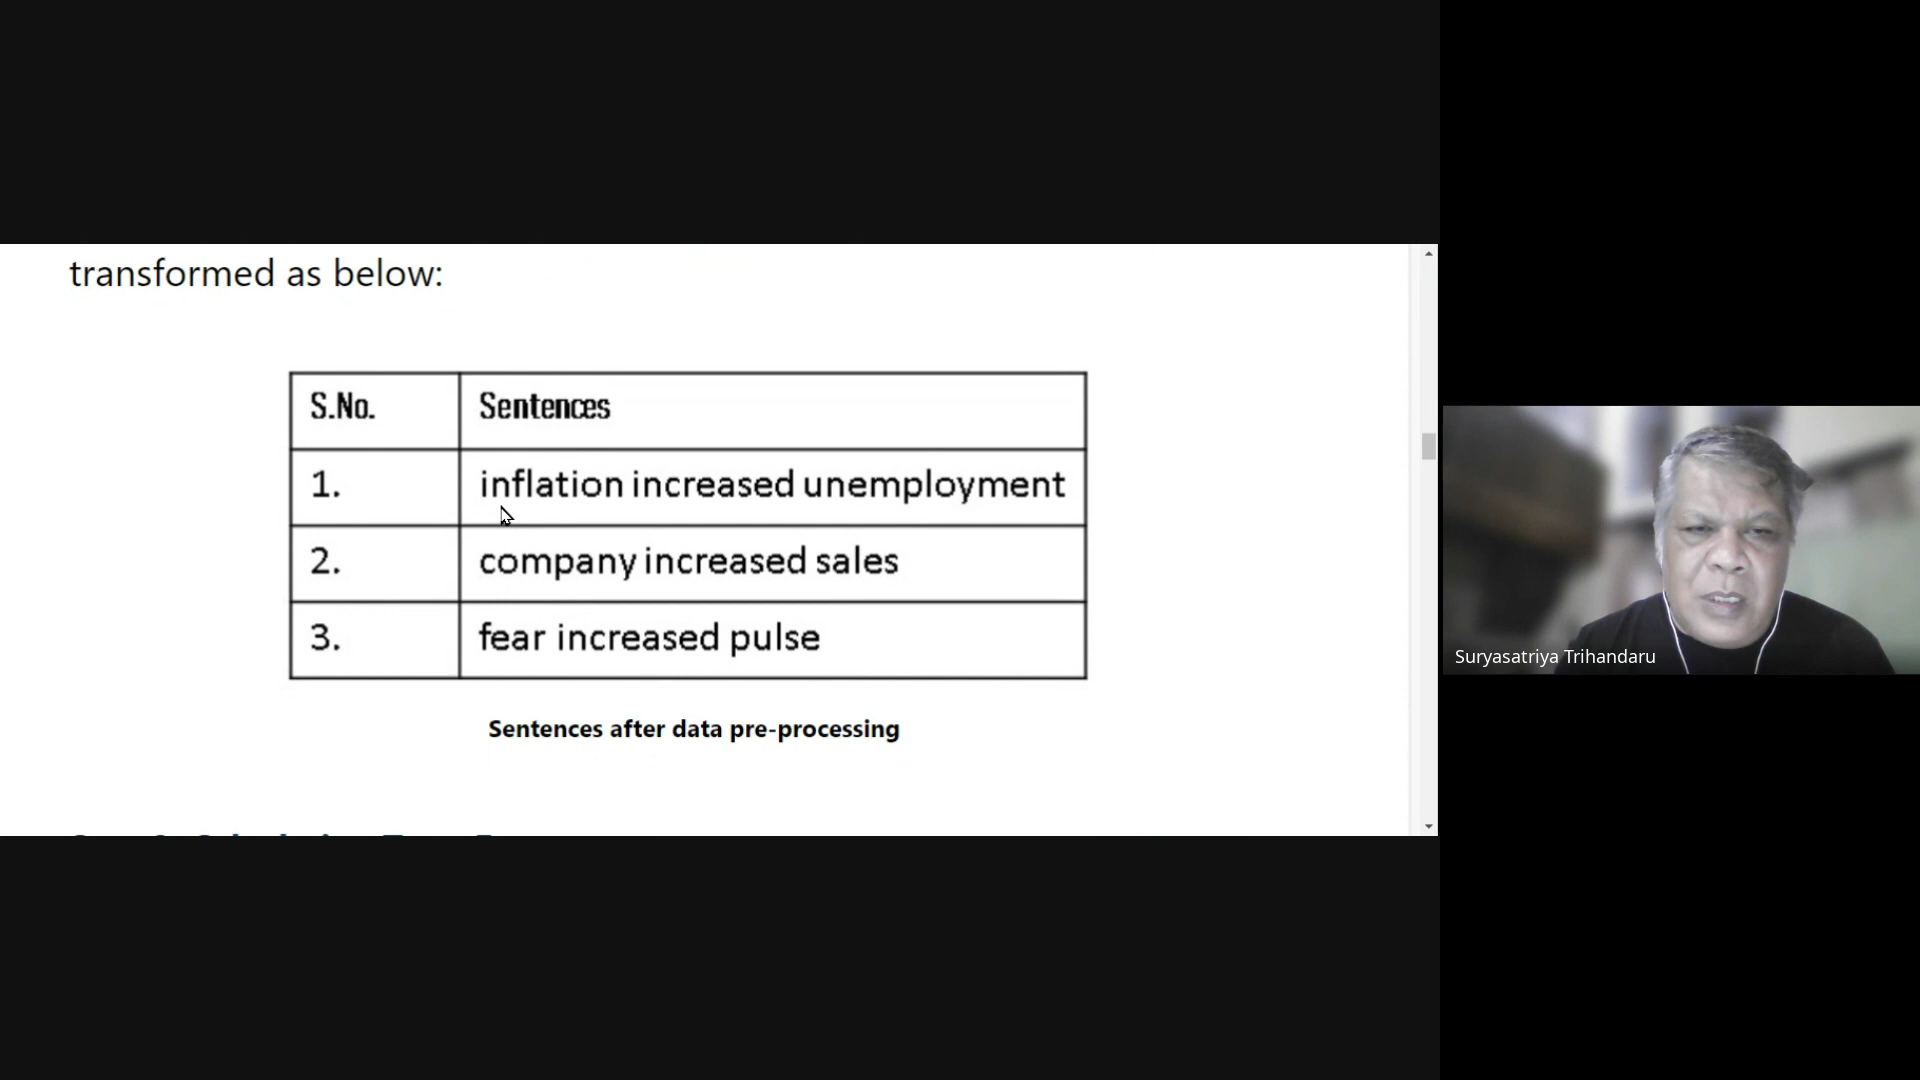 transformed as below:
S.No. Sentences
1. inflation increased unemployment
2. company increased sales
3. fear increased pulse
Sentences after data pre-processing
Suryasatriya Trihandaru